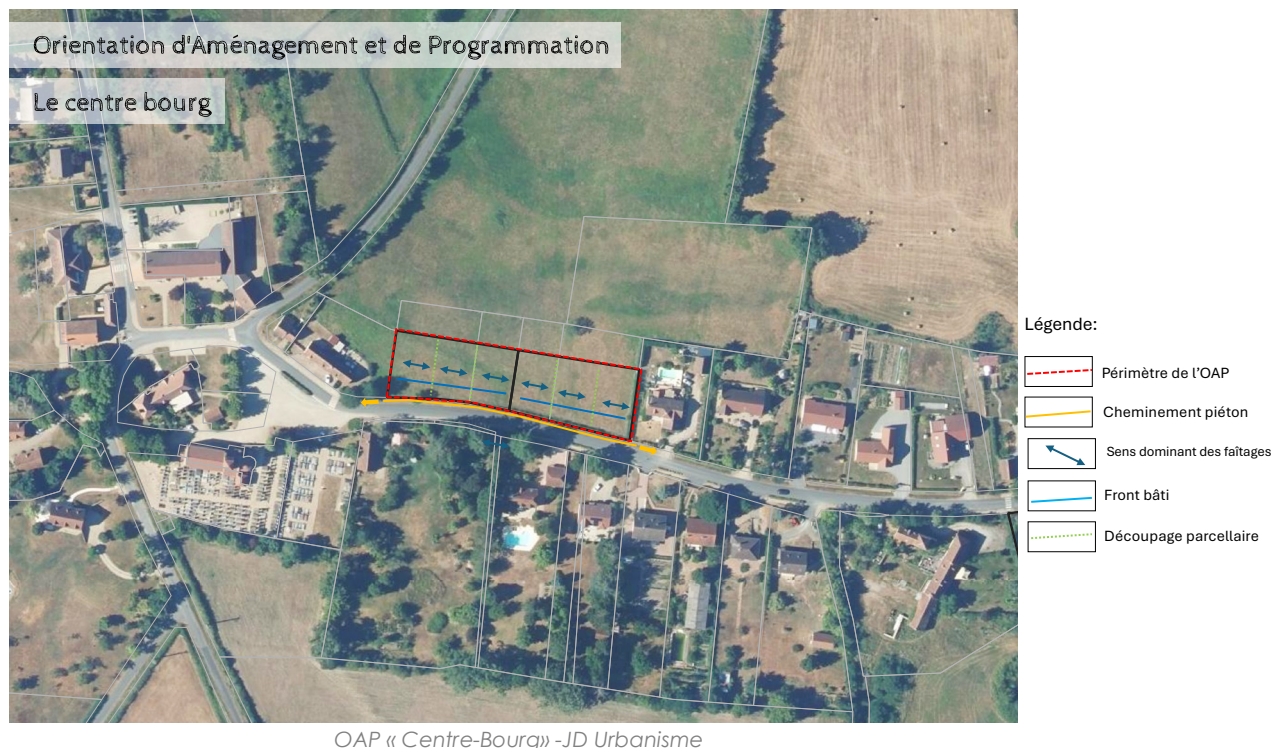 Orientation d'Aménagement et de Programmation
Le centre bourg
Légende:
Périmètre de l'OAP
Cheminement piéton
Sens dominant des faîtages
Front bâti
Découpage parcellaire
OAP « Centre-Bourg» -JD Urbanisme